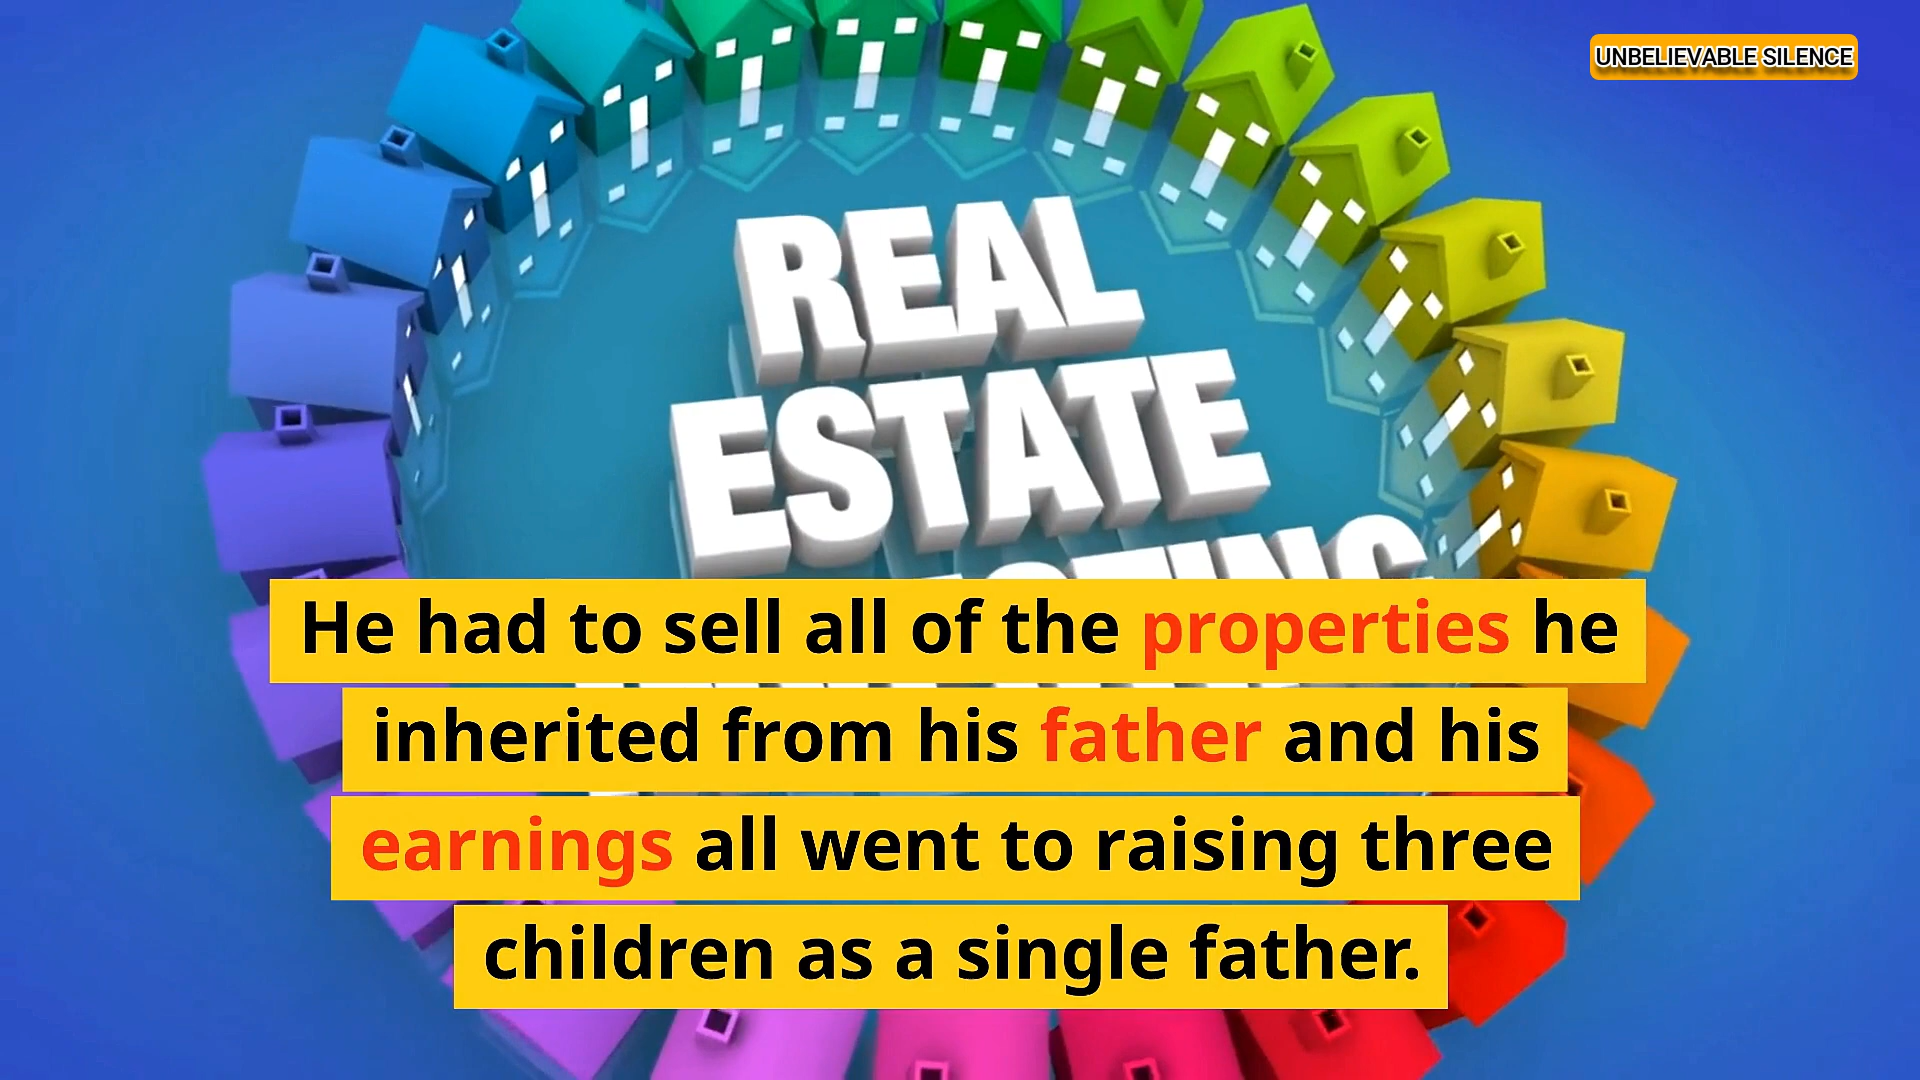 UNBELIEVABLE SILENCE
REAL
ESTATE
He had to sell all of the properties he
inherited from his father and his
earnings all went to raising three
children as a single father.